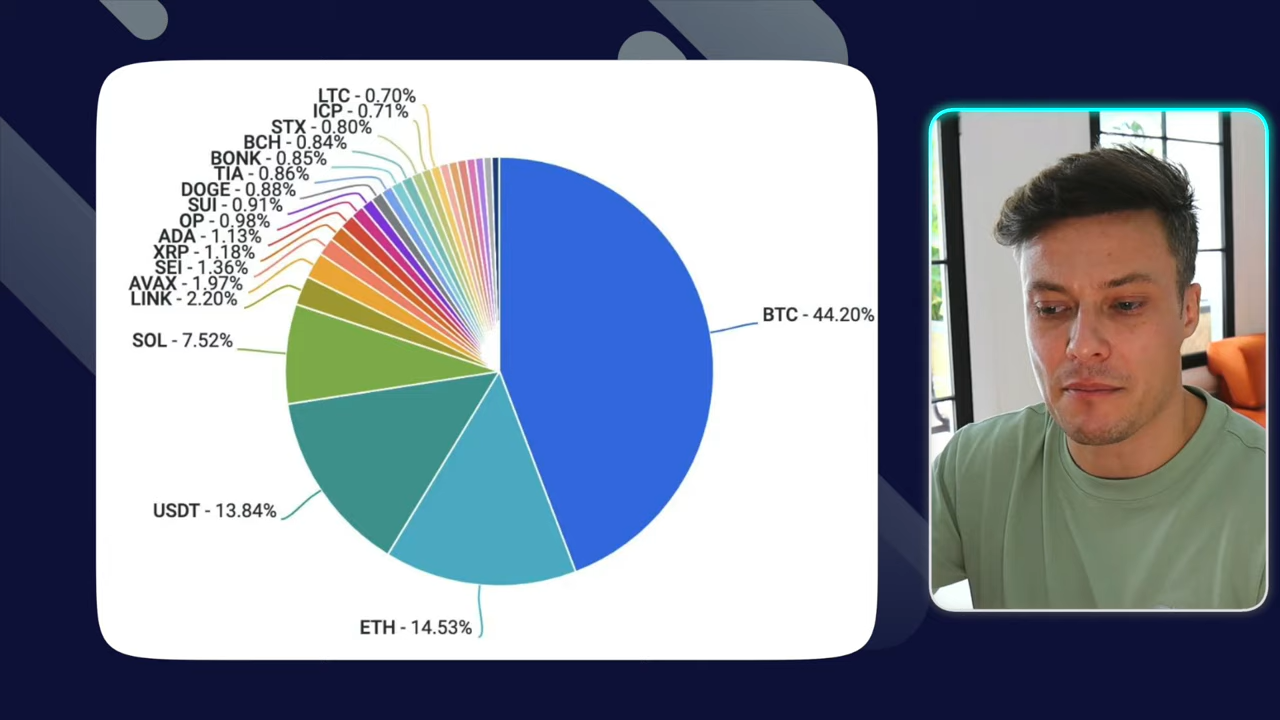 LTC - 0.70%
ICP - 0.71%
STX - 0.80%
BCH - 0.84%
BONK - 0.85%
TIA - 0.86%
DOGE - 0.88%
SUI - 0.91%
OP - 0.98%
ADA - 1.13%
XRP - 1.18%
SEI - 1.36%
AVAX - 1.97%
LINK - 2.20%
BTC - 44.20%
SOL - 7.52%
USDT - 13.84%
ETH - 14.53%